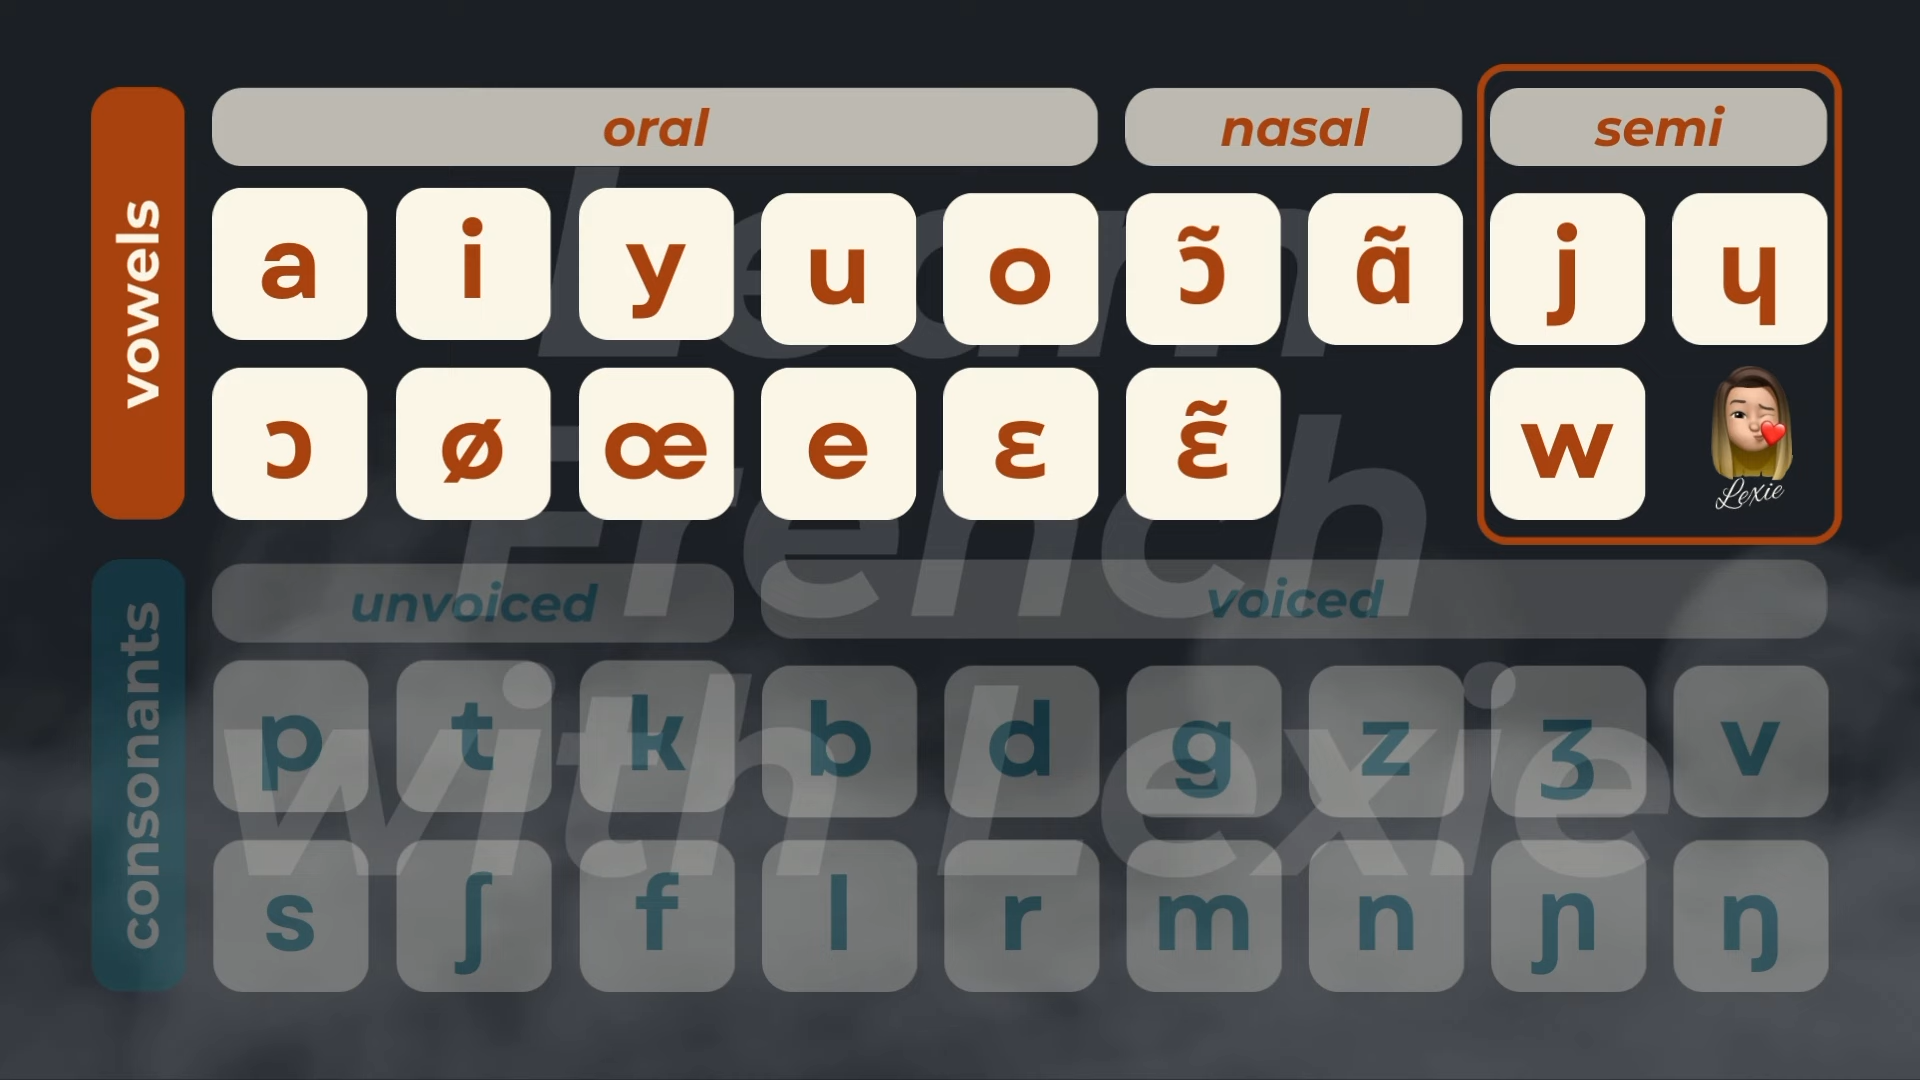 oral nasal semi
vowels
a i y u o ɔ̃ ɑ̃ j ɥ
ɔ ø œ e ɛ ɛ̃ w
Lexie
unvoiced voiced
consonants
p t k b d g z ʒ v
s ʃ f l r m n ɲ ŋ
Learn
French
with Lexie